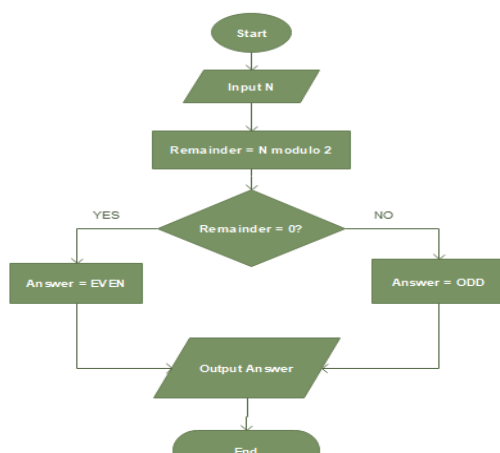 Start
Input N
Remainder = N modulo 2
YES
Remainder = 0?
NO
Answer = EVEN
Answer = ODD
Output Answer
End